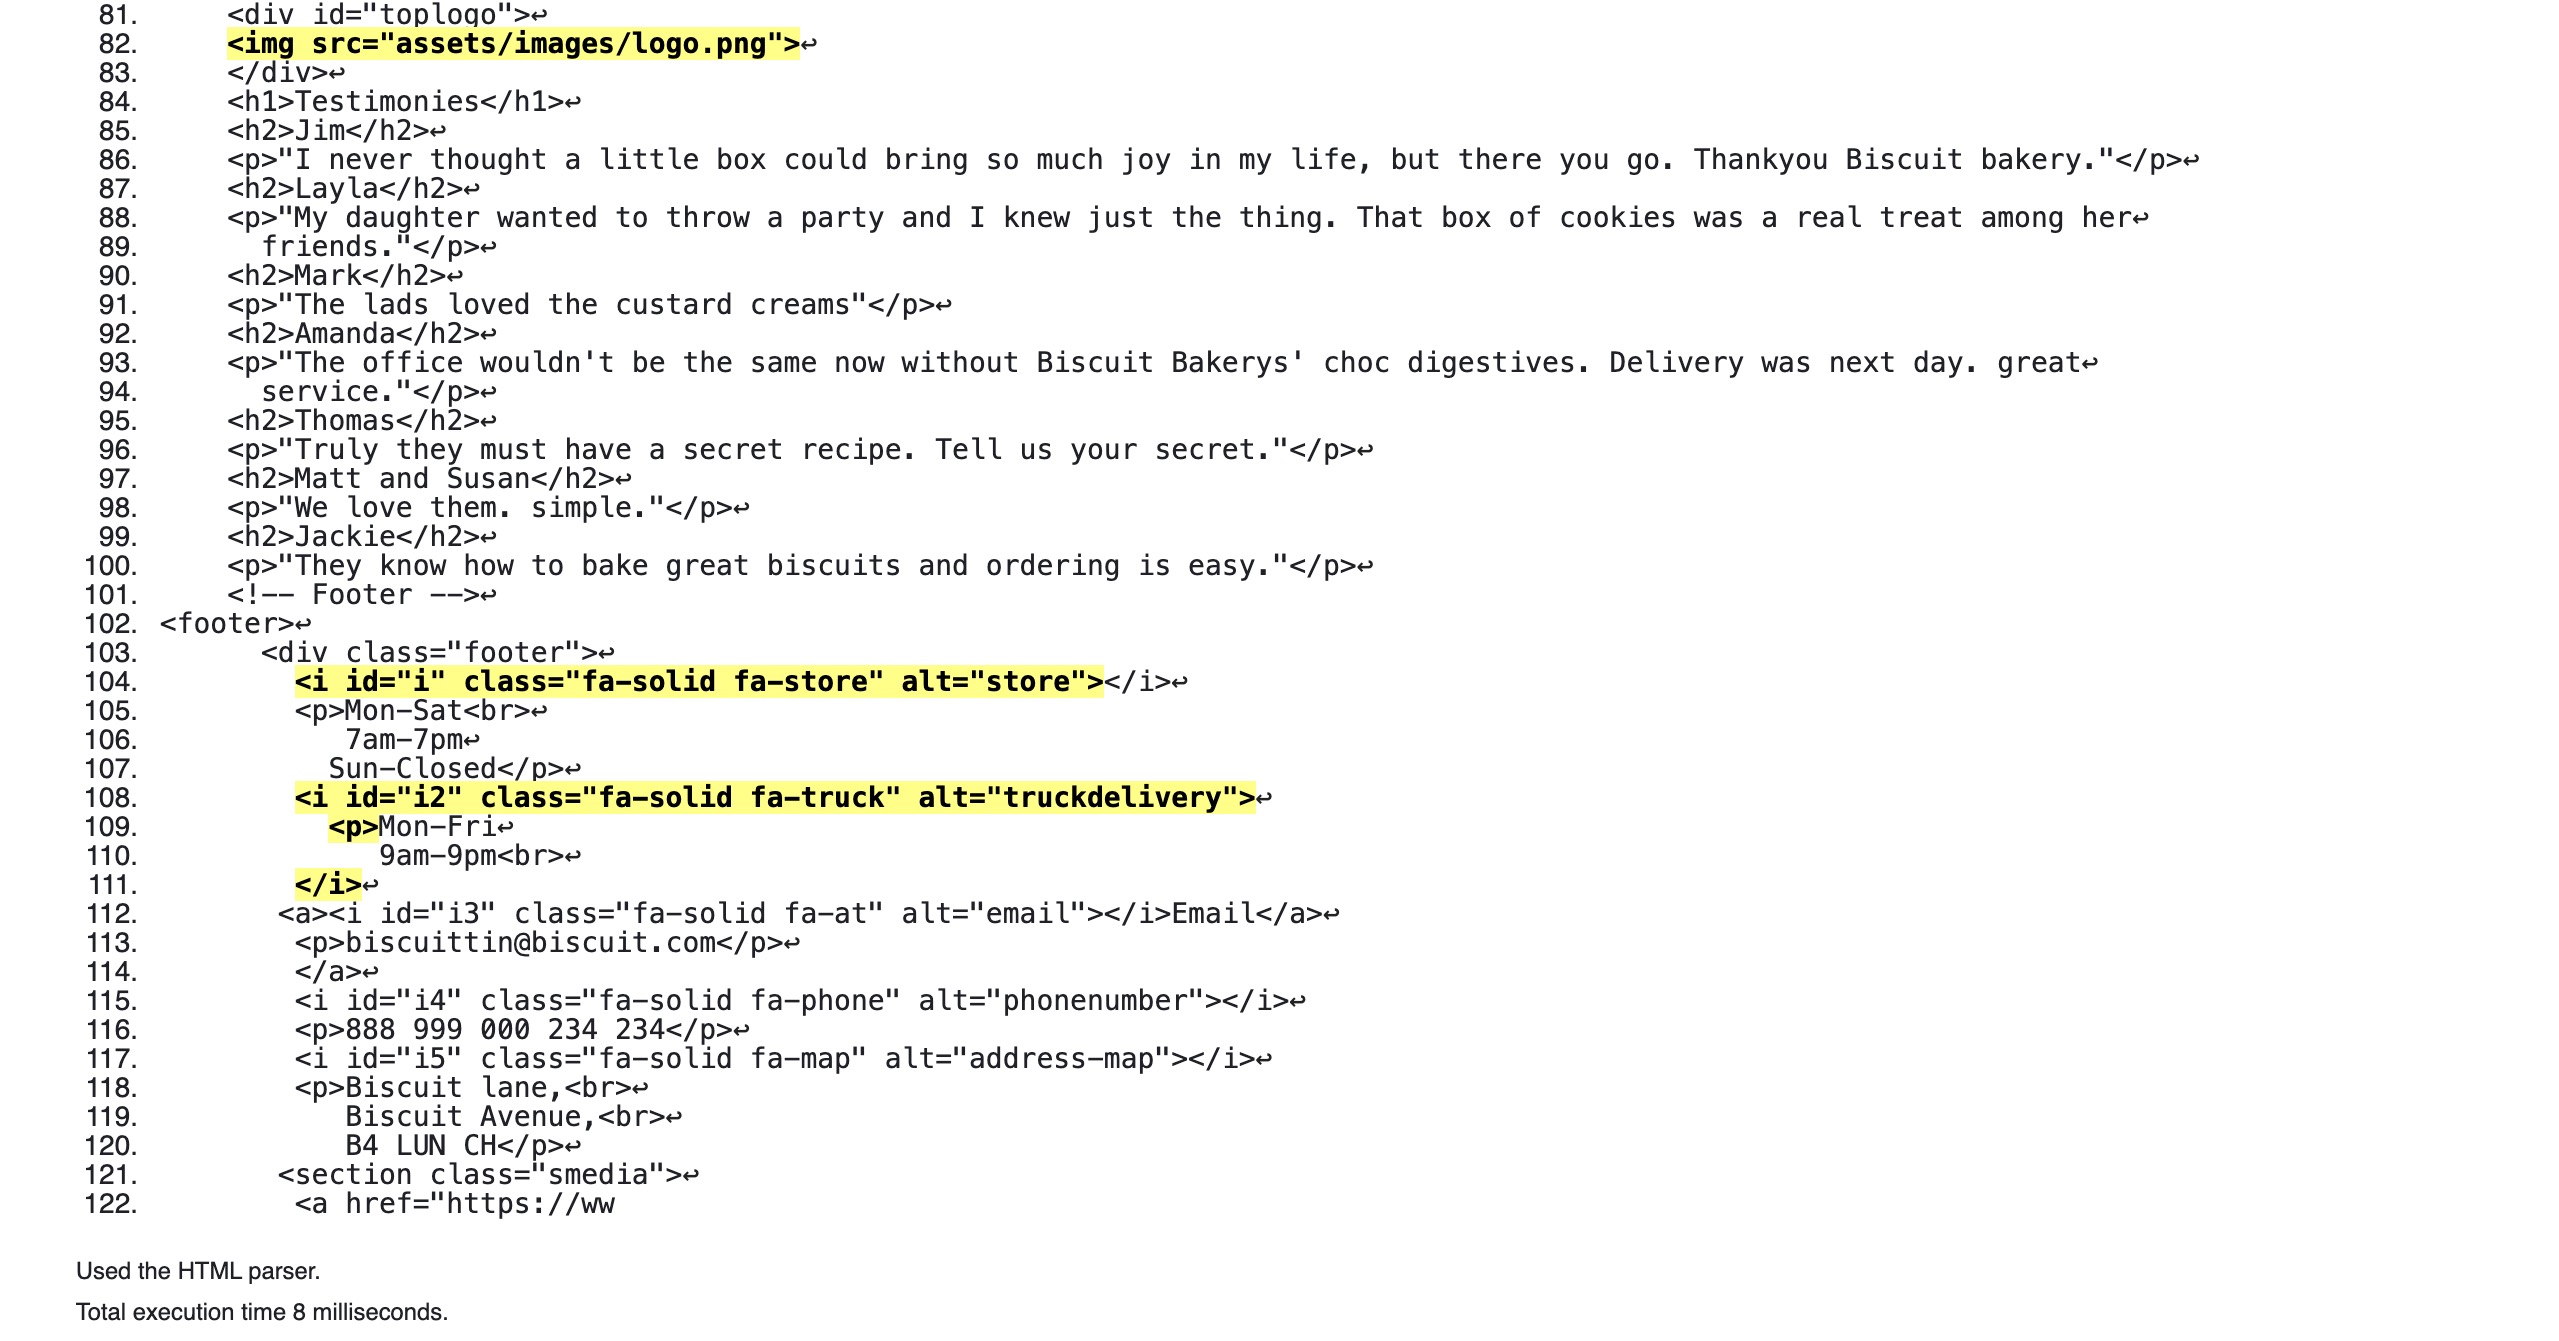 81. <div id="toplogo">↩
82. <img src="assets/images/logo.png">↩
83. </div>↩
84. <h1>Testimonies</h1>↩
85. <h2>Jim</h2>↩
86. <p>"I never thought a little box could bring so much joy in my life, but there you go. Thankyou Biscuit bakery."</p>↩
87. <h2>Layla</h2>↩
88. <p>"My daughter wanted to throw a party and I knew just the thing. That box of cookies was a real treat among her↩
89. friends."</p>↩
90. <h2>Mark</h2>↩
91. <p>"The lads loved the custard creams"</p>↩
92. <h2>Amanda</h2>↩
93. <p>"The office wouldn't be the same now without Biscuit Bakerys' choc digestives. Delivery was next day. great↩
94. service."</p>↩
95. <h2>Thomas</h2>↩
96. <p>"Truly they must have a secret recipe. Tell us your secret."</p>↩
97. <h2>Matt and Susan</h2>↩
98. <p>"We love them. simple."</p>↩
99. <h2>Jackie</h2>↩
100. <p>"They know how to bake great biscuits and ordering is easy."</p>↩
101. <!-- Footer -->↩
102. <footer>↩
103. <div class="footer">↩
104. <i id="i" class="fa-solid fa-store" alt="store"></i>↩
105. <p>Mon-Sat<br>↩
106. 7am-7pm↩
107. Sun-Closed</p>↩
108. <i id="i2" class="fa-solid fa-truck" alt="truckdelivery">↩
109. <p>Mon-Fri↩
110. 9am-9pm<br>↩
111. </i>↩
112. <a><i id="i3" class="fa-solid fa-at" alt="email"></i>Email</a>↩
113. <p>biscuittin@biscuit.com</p>↩
114. </a>↩
115. <i id="i4" class="fa-solid fa-phone" alt="phonenumber"></i>↩
116. <p>888 999 000 234 234</p>↩
117. <i id="i5" class="fa-solid fa-map" alt="address-map"></i>↩
118. <p>Biscuit lane,<br>↩
119. Biscuit Avenue,<br>↩
120. B4 LUN CH</p>↩
121. <section class="smedia">↩
122. <a href="https://ww
Used the HTML parser.
Total execution time 8 milliseconds.